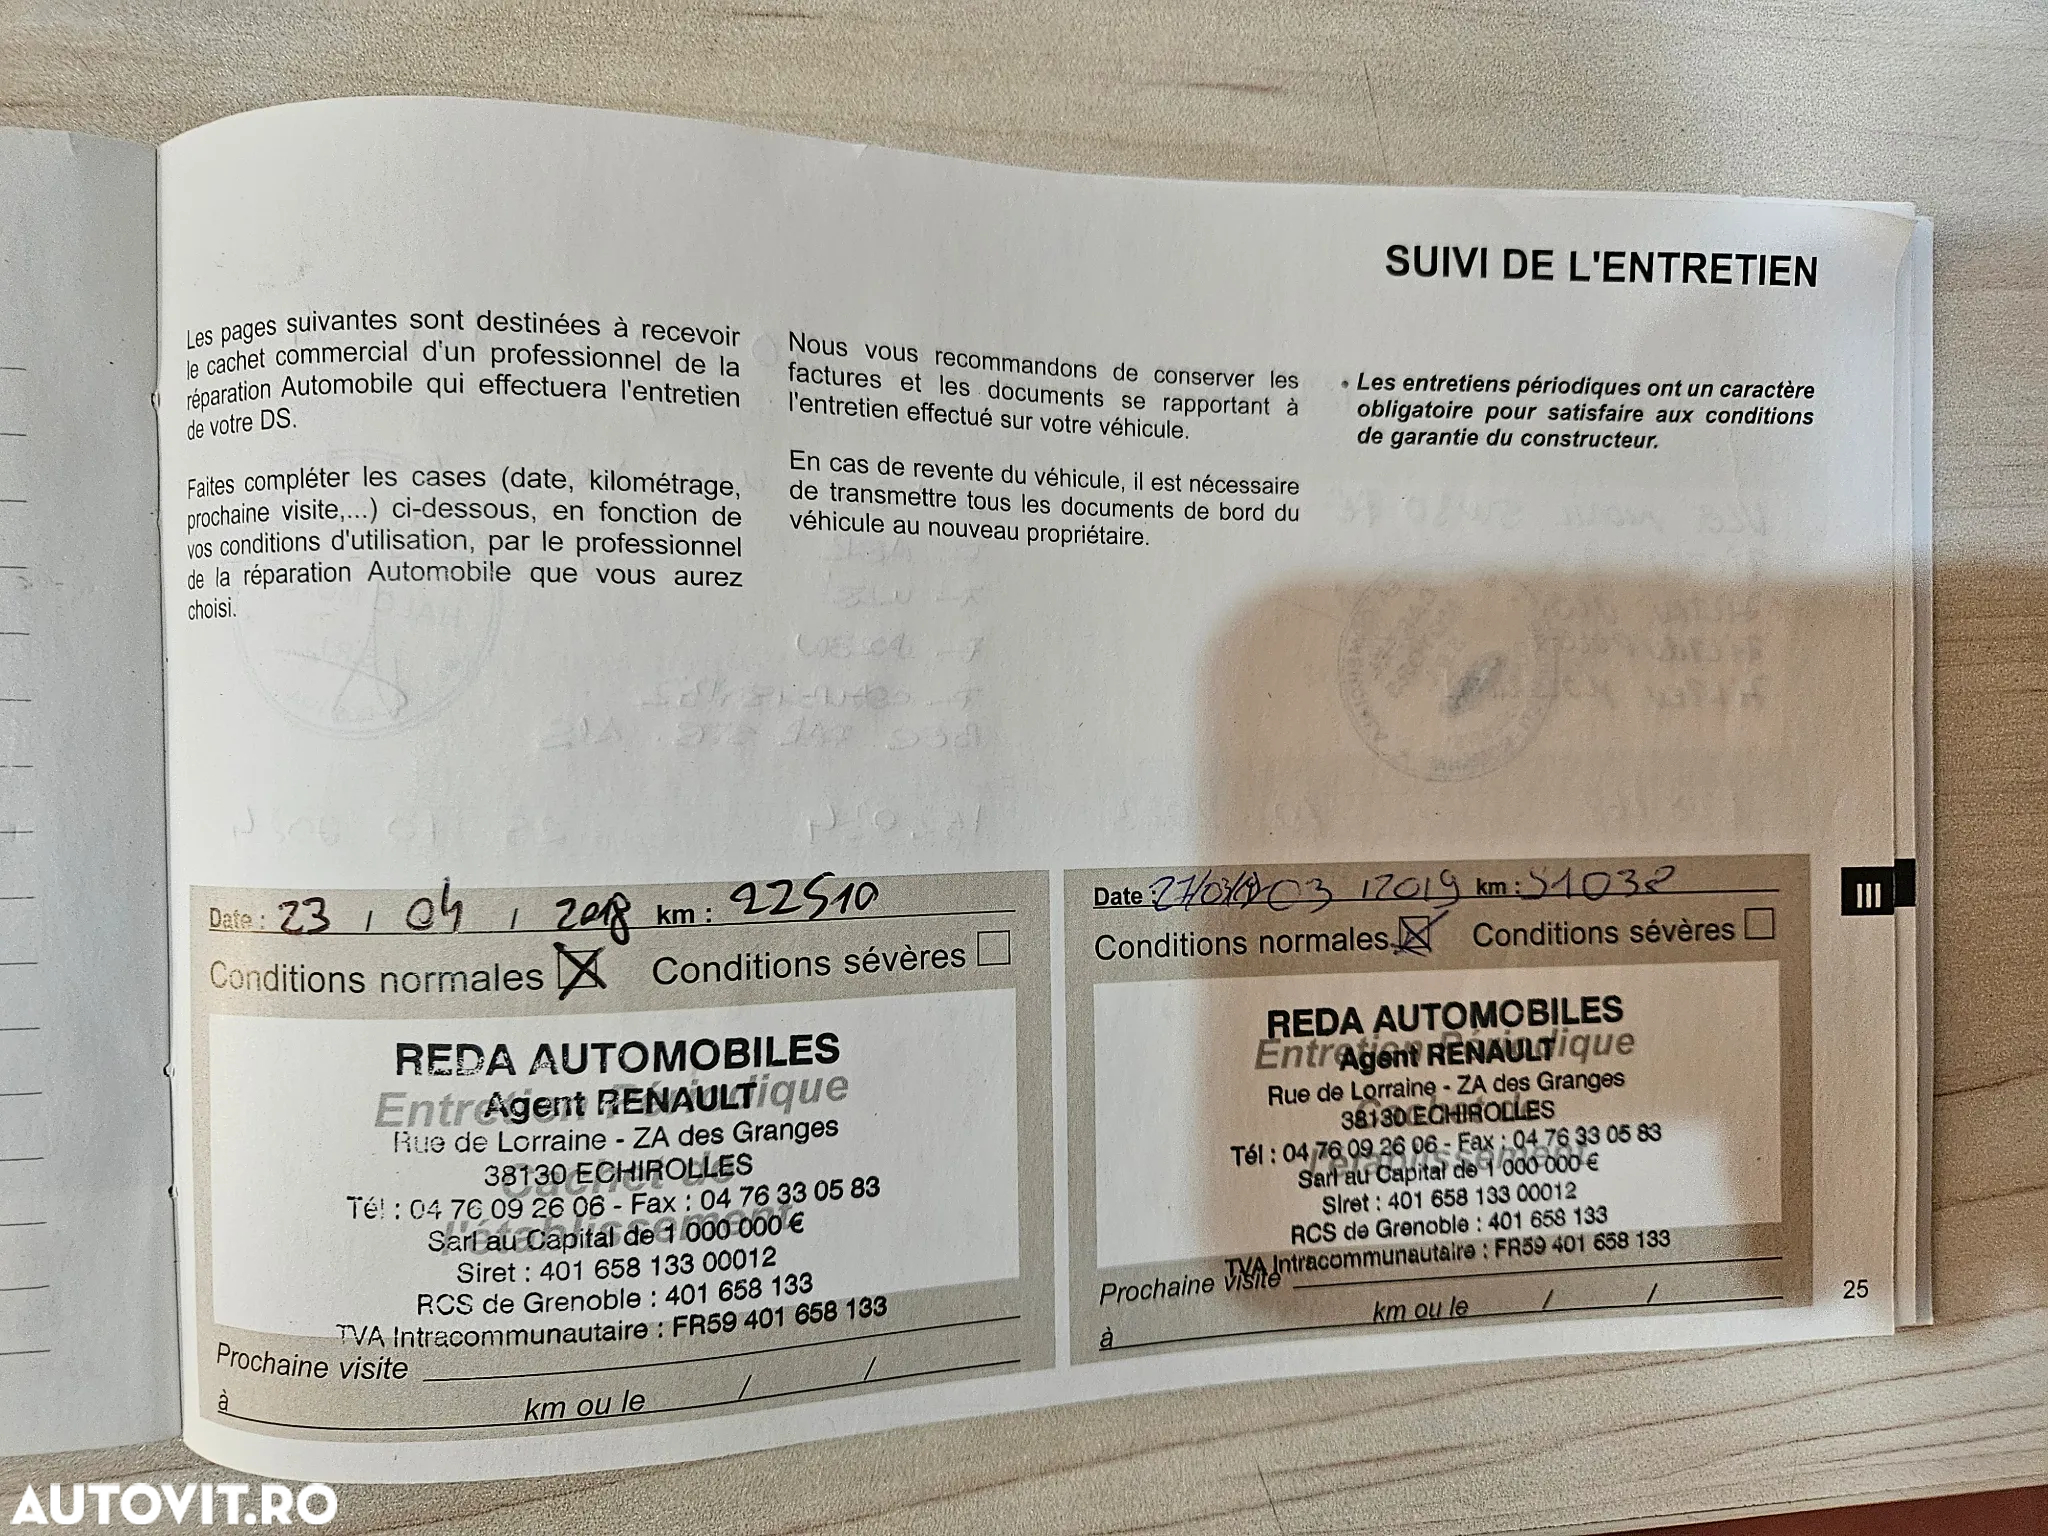 SUIVI DE L'ENTRETIEN
Les pages suivantes sont destinées à recevoir
le cachet commercial d'un professionnel de la
réparation Automobile qui effectuera l'entretien
de votre DS.
Faites compléter les cases (date, kilométrage,
prochaine visite,...) ci-dessous, en fonction de
vos conditions d'utilisation, par le professionnel
de la réparation Automobile que vous aurez
choisi.
Nous vous recommandons de conserver les
factures et les documents se rapportant à
l'entretien effectué sur votre véhicule.
En cas de revente du véhicule, il est nécessaire
de transmettre tous les documents de bord du
véhicule au nouveau propriétaire.
• Les entretiens périodiques ont un caractère
obligatoire pour satisfaire aux conditions
de garantie du constructeur.
Date : 23 / 04 / 2018 km : 22510
Conditions normales Conditions sévères
REDA AUTOMOBILES
Entretien Périodique
Agent RENAULT
Rue de Lorraine - ZA des Granges
38130 ECHIROLLES
Cachet de
Tél : 04 76 09 26 06 - Fax : 04 76 33 05 83
l'établissement
Sarl au Capital de 1 000 000 €
Siret : 401 658 133 00012
RCS de Grenoble : 401 658 133
TVA Intracommunautaire : FR59 401 658 133
Prochaine visite
à km ou le / /
Date : 03 / 2019 km : 51038
Conditions normales Conditions sévères
REDA AUTOMOBILES
Entretien Périodique
Agent RENAULT
Rue de Lorraine - ZA des Granges
Cachet de
38130 ECHIROLLES
Tél : 04 76 09 26 06 - Fax : 04 76 33 05 83
l'établissement
Sarl au Capital de 1 000 000 €
Siret : 401 658 133 00012
RCS de Grenoble : 401 658 133
TVA Intracommunautaire : FR59 401 658 133
Prochaine visite
à km ou le / /
III
25
AUTOVIT.RO